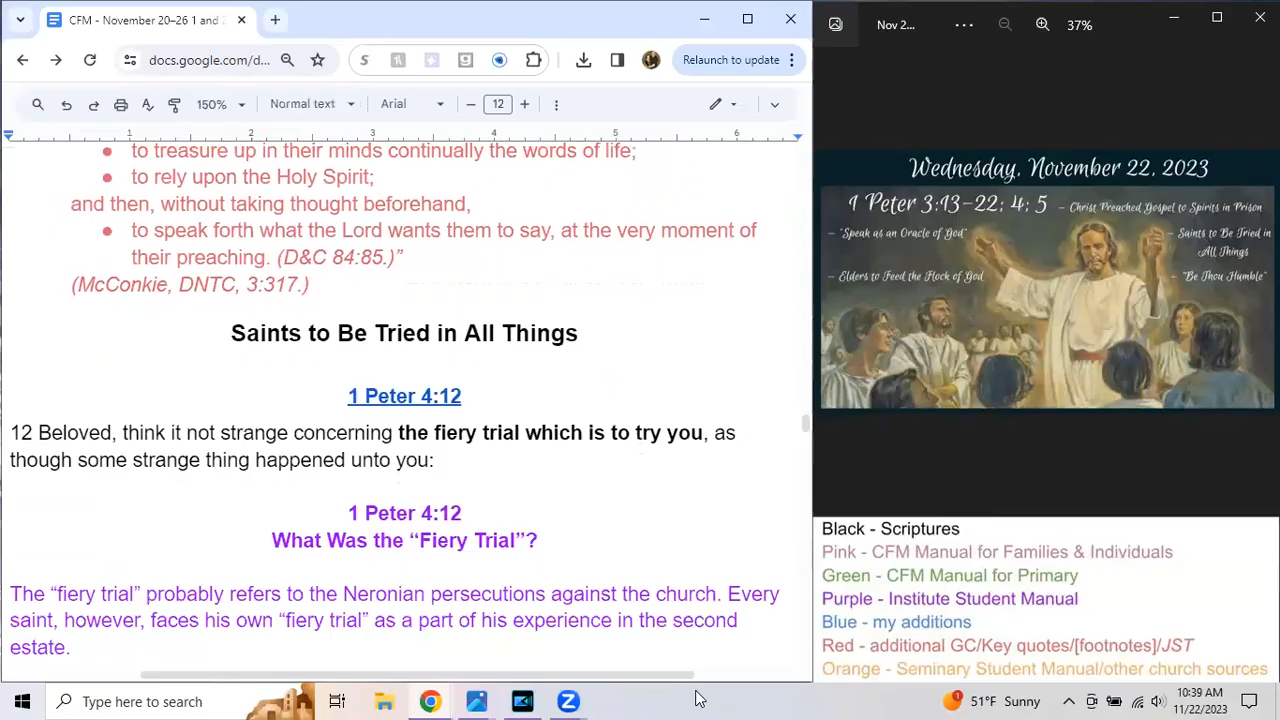 CFM - November 20–26 1 and
docs.google.com/d...
Relaunch to update
150%
Normal text
Arial
12
1 2 3 4 5 6
● to treasure up in their minds continually the words of life;
● to rely upon the Holy Spirit;
and then, without taking thought beforehand,
● to speak forth what the Lord wants them to say, at the very moment of
their preaching. (D&C 84:85.)”
(McConkie, DNTC, 3:317.)
Saints to Be Tried in All Things
1 Peter 4:12
12 Beloved, think it not strange concerning the fiery trial which is to try you, as
though some strange thing happened unto you:
1 Peter 4:12
What Was the “Fiery Trial”?
The “fiery trial” probably refers to the Neronian persecutions against the church. Every
saint, however, faces his own “fiery trial” as a part of his experience in the second
estate.
Nov 2...
37%
Wednesday, November 22, 2023
1 Peter 3:13–22; 4; 5
– Christ Preached Gospel to Spirits in Prison
– "Speak as an Oracle of God"
– Saints to Be Tried in
All Things
– Elders to Feed the Flock of God
– "Be Thou Humble"
Black - Scriptures
Pink - CFM Manual for Families & Individuals
Green - CFM Manual for Primary
Purple - Institute Student Manual
Blue - my additions
Red - additional GC/Key quotes/[footnotes]/JST
Orange - Seminary Student Manual/other church sources
Type here to search
1
51°F Sunny
10:39 AM
11/22/2023